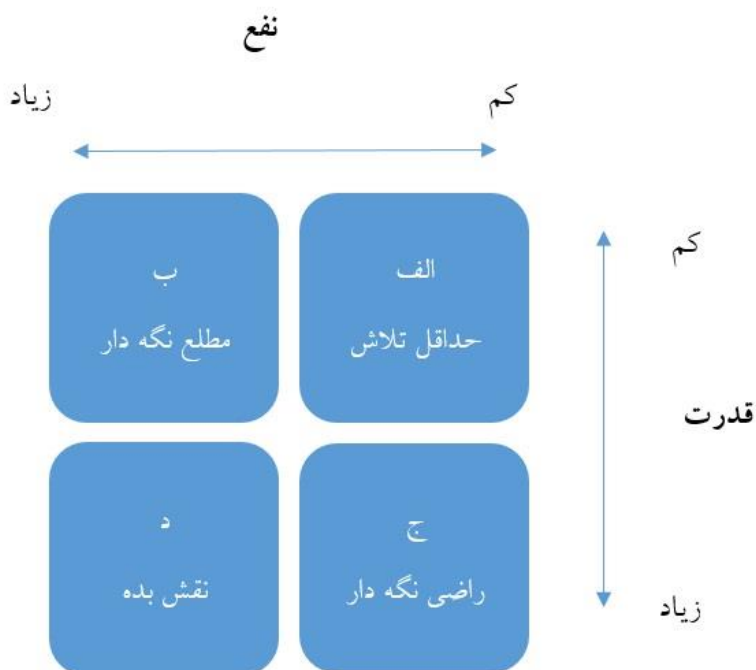 نفع
کم
زیاد
کم
الف
حداقل تلاش
ب
مطلع نگه دار
قدرت
ج
راضی نگه دار
د
نقش بده
زیاد